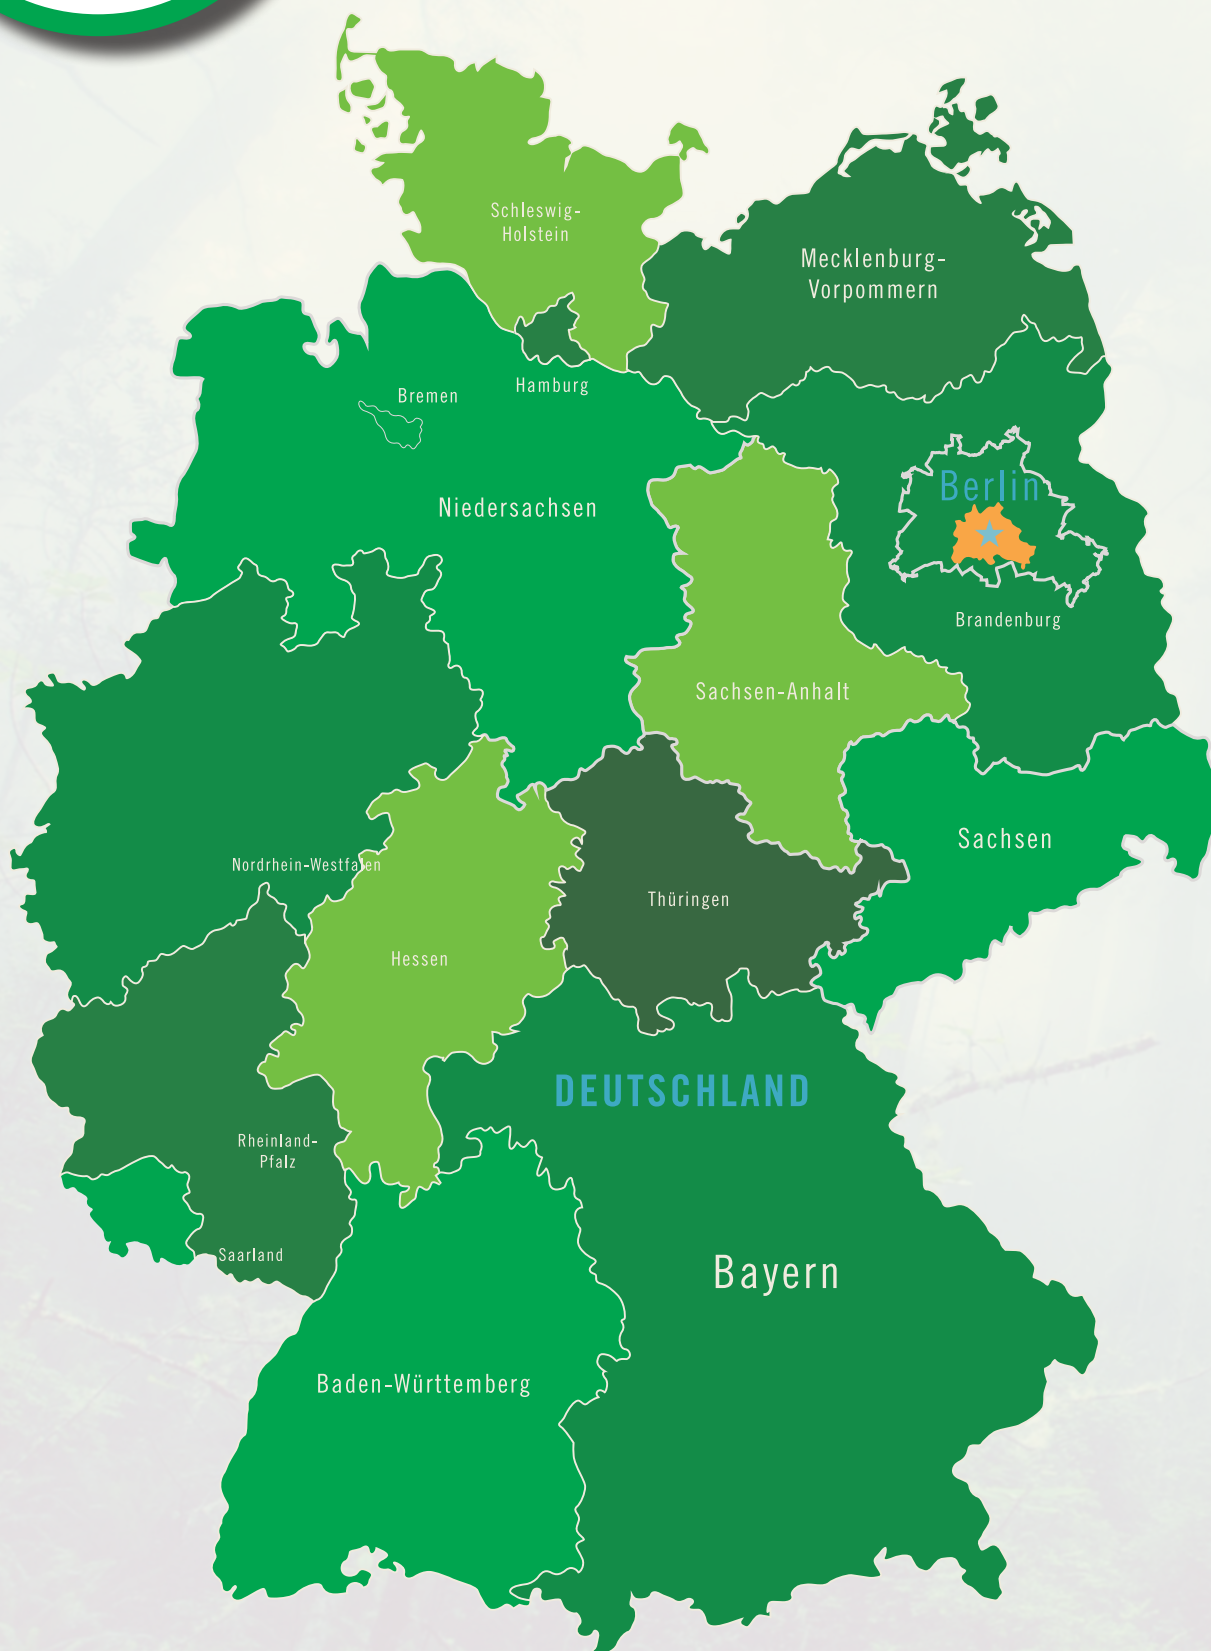 Schleswig-
Holstein
Mecklenburg-
Vorpommern
Hamburg
Bremen
Berlin
Niedersachsen
Brandenburg
Sachsen-Anhalt
Sachsen
Nordrhein-Westfalen
Thüringen
Hessen
DEUTSCHLAND
Rheinland-
Pfalz
Saarland
Bayern
Baden-Württemberg